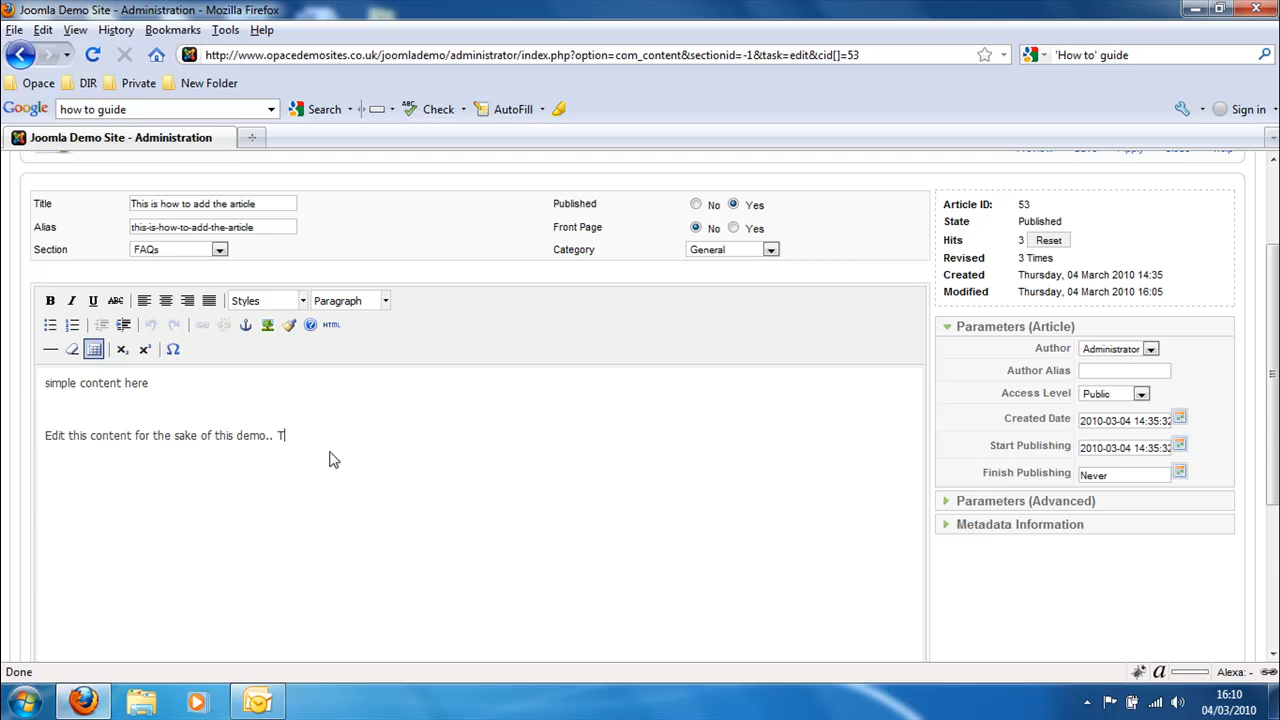 Joomla Demo Site - Administration - Mozilla Firefox
File Edit View History Bookmarks Tools Help
http://www.opacedemosites.co.uk/joomlademo/administrator/index.php?option=com_content&sectionid=-1&task=edit&cid[]=53
'How to' guide
Opace DIR Private New Folder
Google how to guide Search Check AutoFill Sign in
Joomla Demo Site - Administration
Preview Save Apply Close Help
Title This is how to add the article Published No Yes
Alias this-is-how-to-add-the-article Front Page No Yes
Section FAQs Category General
Article ID: 53
State Published
Hits 3 Reset
Revised 3 Times
Created Thursday, 04 March 2010 14:35
Modified Thursday, 04 March 2010 16:05
B I U ABC Styles Paragraph
HTML
simple content here
Edit this content for the sake of this demo.. T
Parameters (Article)
Author Administrator
Author Alias
Access Level Public
Created Date 2010-03-04 14:35:32
Start Publishing 2010-03-04 14:35:32
Finish Publishing Never
Parameters (Advanced)
Metadata Information
Done
a Alexa: -
16:10
04/03/2010